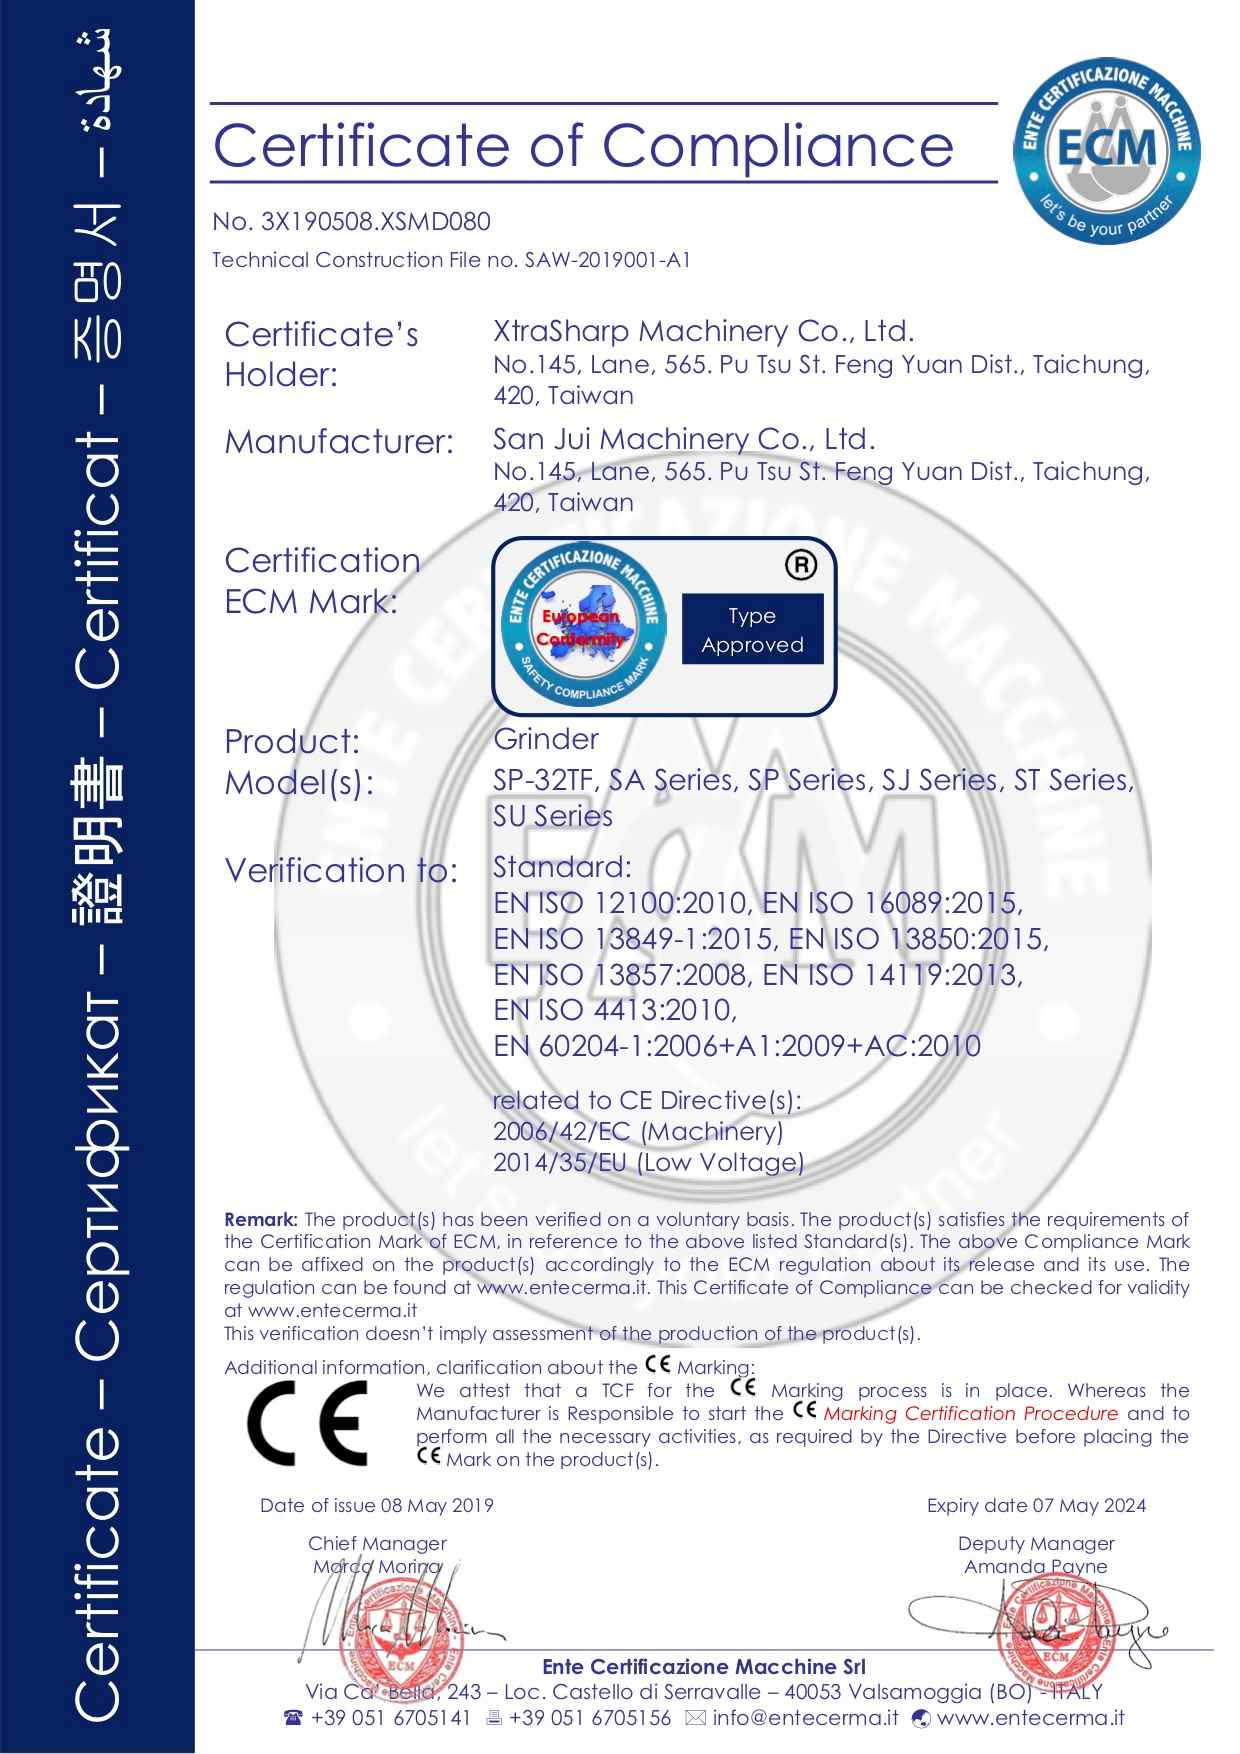 Certificate – Сертификат – 證明書 – Certificat – 증명서 – شهادة
ENTE CERTIFICAZIONE MACCHINE
ECM
let's be your partner
Certificate of Compliance
No. 3X190508.XSMD080
Technical Construction File no. SAW-2019001-A1
Certificate's
Holder:
XtraSharp Machinery Co., Ltd.
No.145, Lane, 565. Pu Tsu St. Feng Yuan Dist., Taichung,
420, Taiwan
Manufacturer:
San Jui Machinery Co., Ltd.
No.145, Lane, 565. Pu Tsu St. Feng Yuan Dist., Taichung,
420, Taiwan
Certification
ECM Mark:
ENTE CERTIFICAZIONE MACCHINE
European
Conformity
SAFETY COMPLIANCE MARK
®
Type
Approved
Product:
Grinder
Model(s):
SP-32TF, SA Series, SP Series, SJ Series, ST Series,
SU Series
Verification to:
Standard:
EN ISO 12100:2010, EN ISO 16089:2015,
EN ISO 13849-1:2015, EN ISO 13850:2015,
EN ISO 13857:2008, EN ISO 14119:2013,
EN ISO 4413:2010,
EN 60204-1:2006+A1:2009+AC:2010
related to CE Directive(s):
2006/42/EC (Machinery)
2014/35/EU (Low Voltage)
Remark: The product(s) has been verified on a voluntary basis. The product(s) satisfies the requirements of
the Certification Mark of ECM, in reference to the above listed Standard(s). The above Compliance Mark
can be affixed on the product(s) accordingly to the ECM regulation about its release and its use. The
regulation can be found at www.entecerma.it. This Certificate of Compliance can be checked for validity
at www.entecerma.it
This verification doesn't imply assessment of the production of the product(s).
Additional information, clarification about the CE Marking:
CE
We attest that a TCF for the CE Marking process is in place. Whereas the
Manufacturer is Responsible to start the CE Marking Certification Procedure and to
perform all the necessary activities, as required by the Directive before placing the
CE Mark on the product(s).
Date of issue 08 May 2019
Expiry date 07 May 2024
Chief Manager
Marco Morina
Deputy Manager
Amanda Payne
Ente Certificazione Macchine Srl
Via Ca' Bella, 243 – Loc. Castello di Serravalle – 40053 Valsamoggia (BO) - ITALY
☎ +39 051 6705141 +39 051 6705156 info@entecerma.it www.entecerma.it